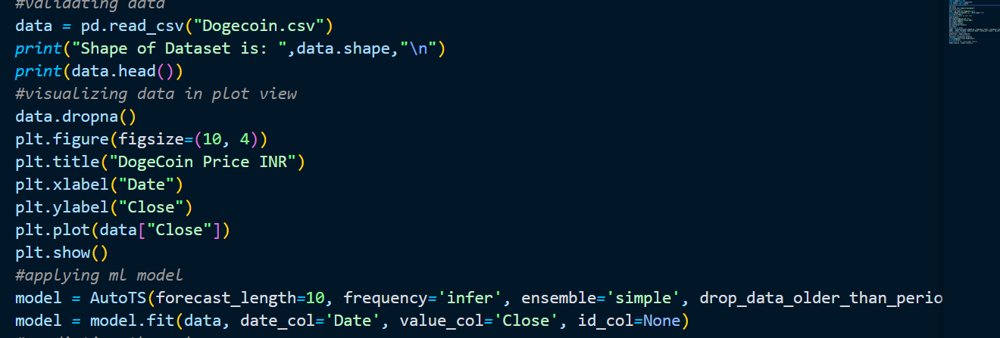 #validating data
data = pd.read_csv("Dogecoin.csv")
print("Shape of Dataset is: ",data.shape,"\n")
print(data.head())
#visualizing data in plot view
data.dropna()
plt.figure(figsize=(10, 4))
plt.title("DogeCoin Price INR")
plt.xlabel("Date")
plt.ylabel("Close")
plt.plot(data["Close"])
plt.show()
#applying ml model
model = AutoTS(forecast_length=10, frequency='infer', ensemble='simple', drop_data_older_than_perio
model = model.fit(data, date_col='Date', value_col='Close', id_col=None)